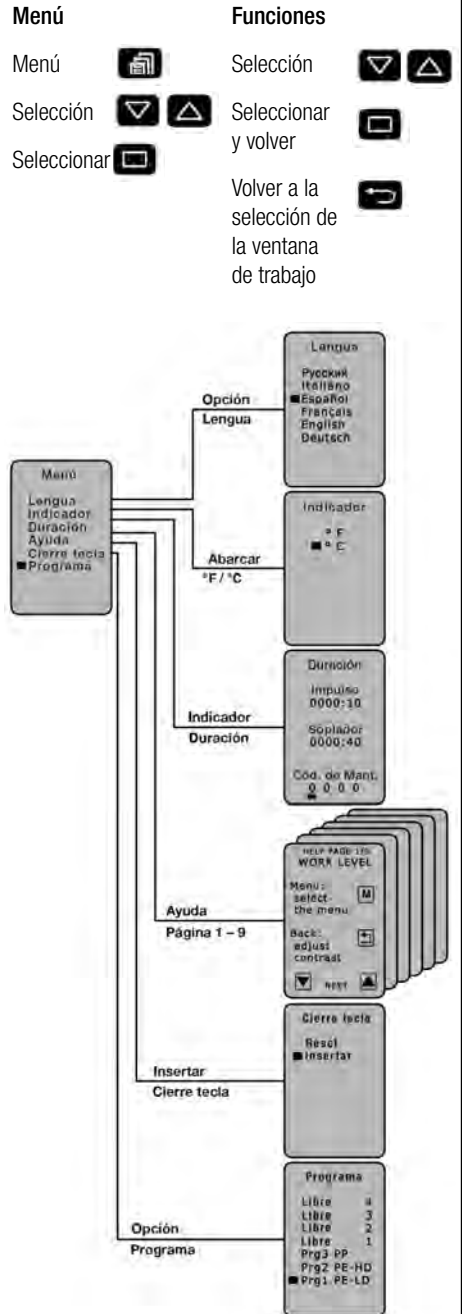 Menú
Menú
Selección
Seleccionar
Funciones
Selección
Seleccionar
y volver
Volver a la
selección de
la ventana
de trabajo
Menú
Lengua
Indicador
Duración
Ayuda
Cierre tecla
Programa
Opción
Lengua
Lengua
Русский
Italiano
Español
Français
English
Deutsch
Abarcar
°F / °C
Indicador
° F
° C
Indicador
Duración
Duración
Impulso
0000:10
Soplador
0000:40
Cód. de Mant.
0 0 0 0
Ayuda
Página 1 – 9
HELP PAGE
WORK LEVEL
Menu:
select
the menu
M
Back:
adjust
contrast
NEXT
Insertar
Cierre tecla
Cierre tecla
Insertar
Opción
Programa
Programa
Libre 4
Libre 3
Libre 2
Libre 1
Prg3 PP
Prg2 PE-HD
Prg1 PE-LD